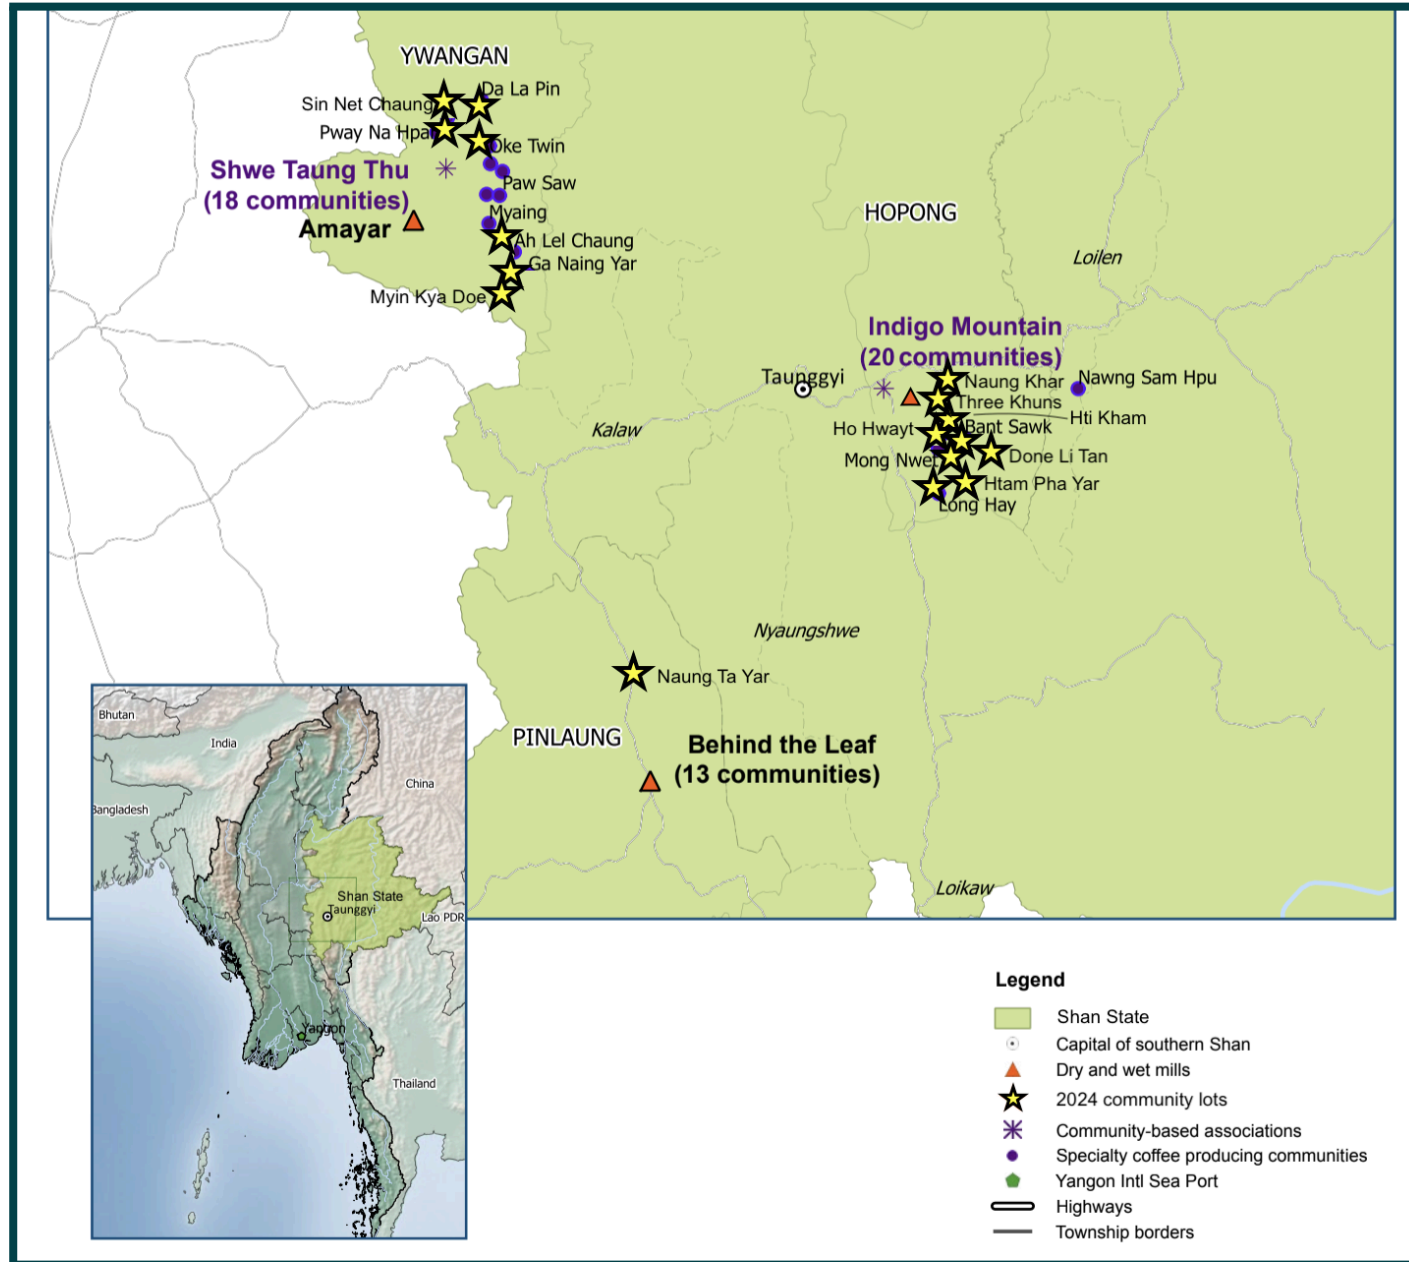 YWANGAN
Da La Pin
Sin Net Chaung
Pway Na Hpa
Oke Twin
Shwe Taung Thu
(18 communities)
Paw Saw
Myaing
Amayar
Ah Lel Chaung
Ga Naing Yar
Myin Kya Doe
HOPONG
Loilen
Indigo Mountain
(20 communities)
Taunggyi
Naung Khar
Nawng Sam Hpu
Three Khuns
Hti Kham
Ho Hwayt
Bant Sawk
Kalaw
Mong Nwet
Done Li Tan
Htam Pha Yar
Long Hay
Nyaungshwe
Naung Ta Yar
PINLAUNG
Behind the Leaf
(13 communities)
Loikaw
Bhutan
India
China
Bangladesh
Shan State
Taunggyi
Lao PDR
Yangon
Thailand
Legend
Shan State
Capital of southern Shan
Dry and wet mills
2024 community lots
Community-based associations
Specialty coffee producing communities
Yangon Intl Sea Port
Highways
Township borders